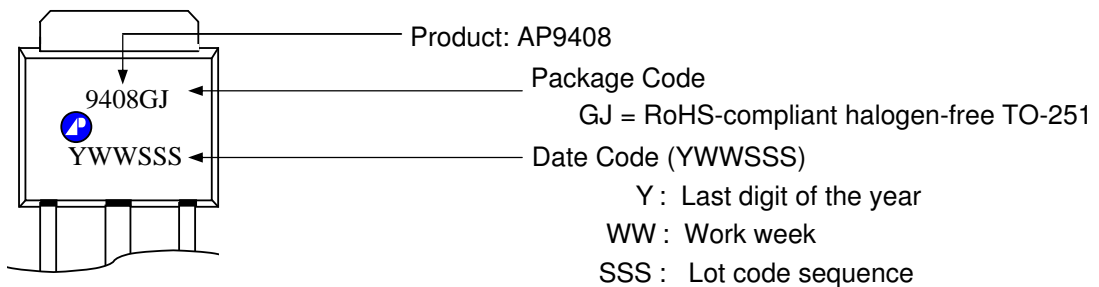 Product: AP9408
9408GJ
Package Code
GJ = RoHS-compliant halogen-free TO-251
YWWSSS
Date Code (YWWSSS)
Y : Last digit of the year
WW : Work week
SSS : Lot code sequence